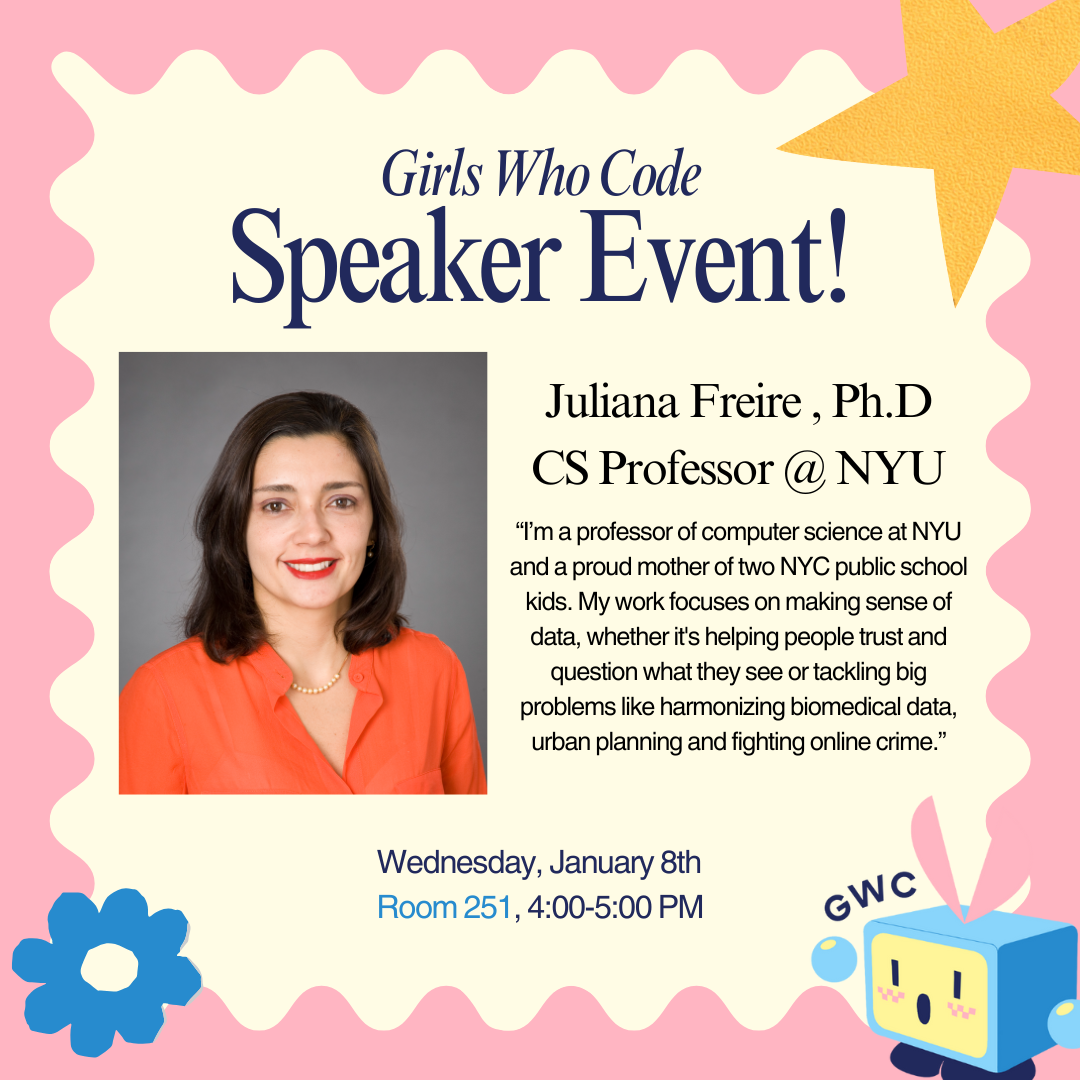 Girls Who Code
Speaker Event!
Juliana Freire , Ph.D
CS Professor @ NYU
“I’m a professor of computer science at NYU
and a proud mother of two NYC public school
kids. My work focuses on making sense of
data, whether it's helping people trust and
question what they see or tackling big
problems like harmonizing biomedical data,
urban planning and fighting online crime.”
Wednesday, January 8th
Room 251, 4:00-5:00 PM
GWC